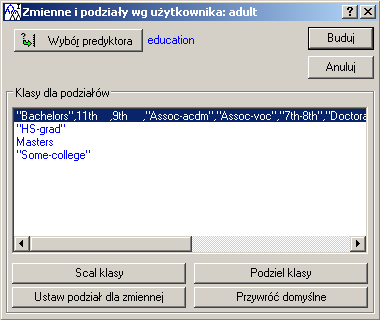 Zmienne i podziały wg użytkownika: adult
Wybór predyktora
education
Buduj
Anuluj
Klasy dla podziałów
"Bachelors",11th ,9th ,"Assoc-acdm","Assoc-voc","7th-8th","Doctora
"HS-grad"
Masters
"Some-college"
Scal klasy
Podziel klasy
Ustaw podział dla zmiennej
Przywróć domyślne